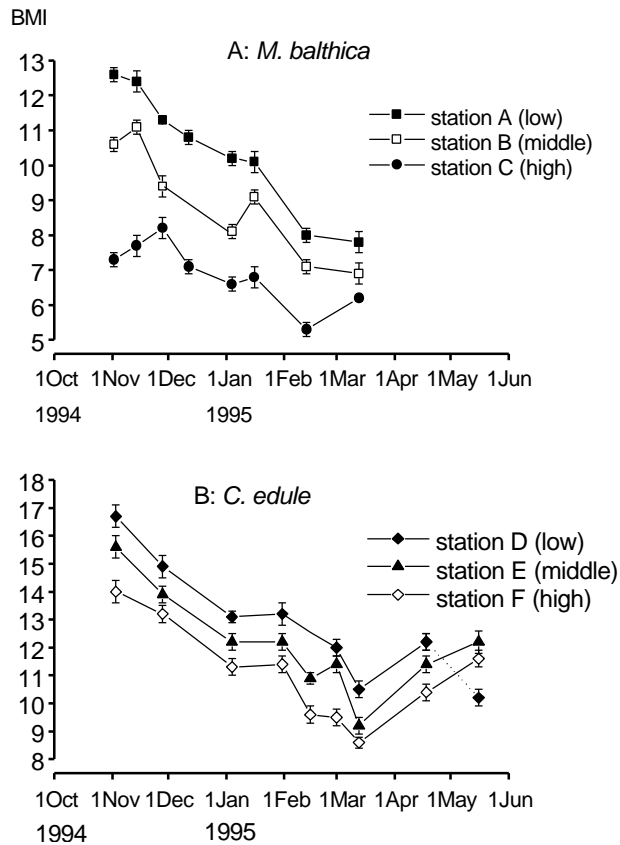 BMI
A: M. balthica
13
12
11
10
9
8
7
6
5
station A (low)
station B (middle)
station C (high)
1Oct 1Nov 1Dec 1Jan 1Feb 1Mar 1Apr 1May 1Jun
1994 1995
B: C. edule
18
17
16
15
14
13
12
11
10
9
8
station D (low)
station E (middle)
station F (high)
1Oct 1Nov 1Dec 1Jan 1Feb 1Mar 1Apr 1May 1Jun
1994 1995